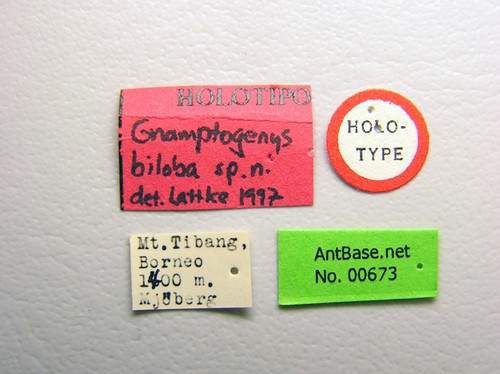 HOLOTIPO
Gnamptogenys
biloba sp.n.
det. Lattke 1997
HOLO-
TYPE
Mt.Tibang,
Borneo
1400 m.
Mjöberg
AntBase.net
No. 00673